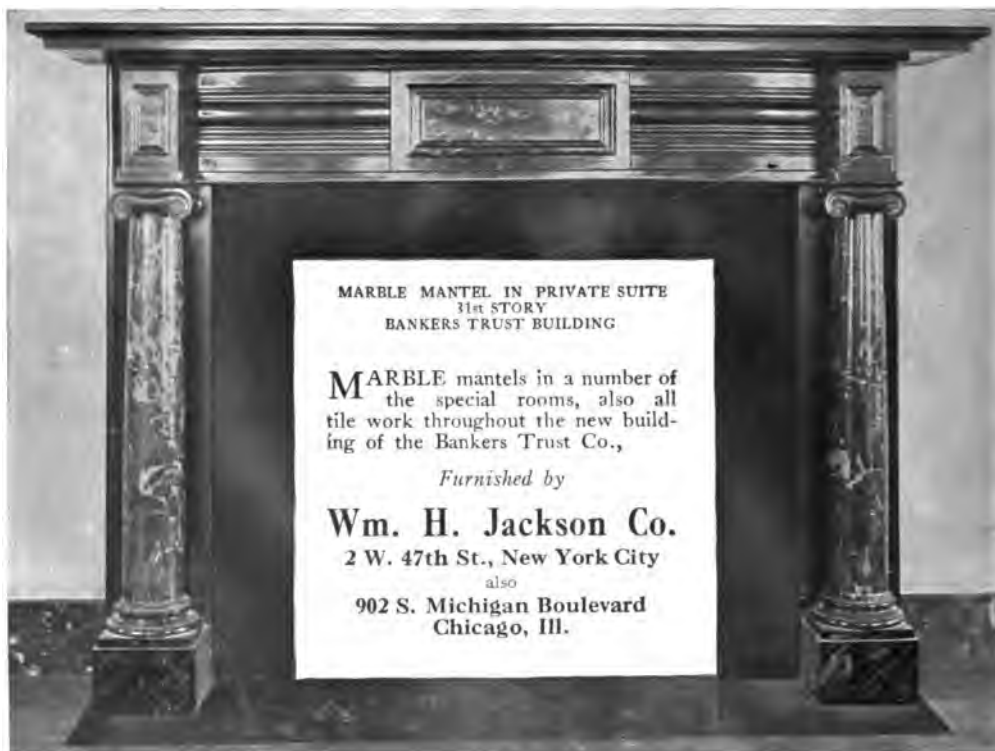 MARBLE MANTEL IN PRIVATE SUITE
31st STORY
BANKERS TRUST BUILDING
MARBLE mantels in a number of
the special rooms, also all
tile work throughout the new build-
ing of the Bankers Trust Co.,
Furnished by
Wm. H. Jackson Co.
2 W. 47th St., New York City
also
902 S. Michigan Boulevard
Chicago, Ill.